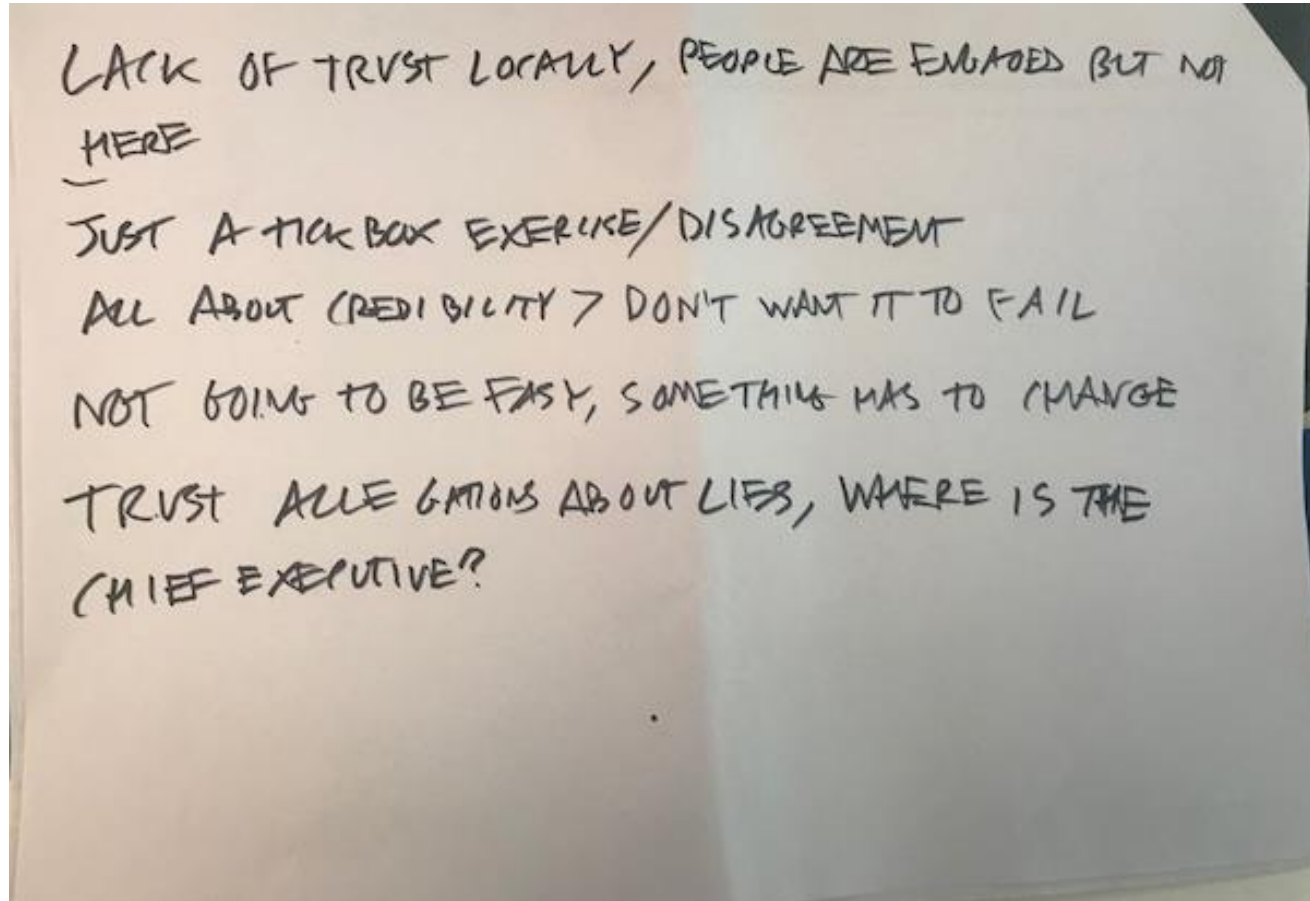 LACK OF TRUST LOCALLY, PEOPLE ARE ENGAGED BUT NOT
HERE
JUST A TICK BOX EXERCISE/DISAGREEMENT
ALL ABOUT CREDIBILITY > DON'T WANT IT TO FAIL
NOT GOING TO BE EASY, SOMETHING HAS TO CHANGE
TRUST ALLEGATIONS ABOUT LIES, WHERE IS THE
CHIEF EXECUTIVE?